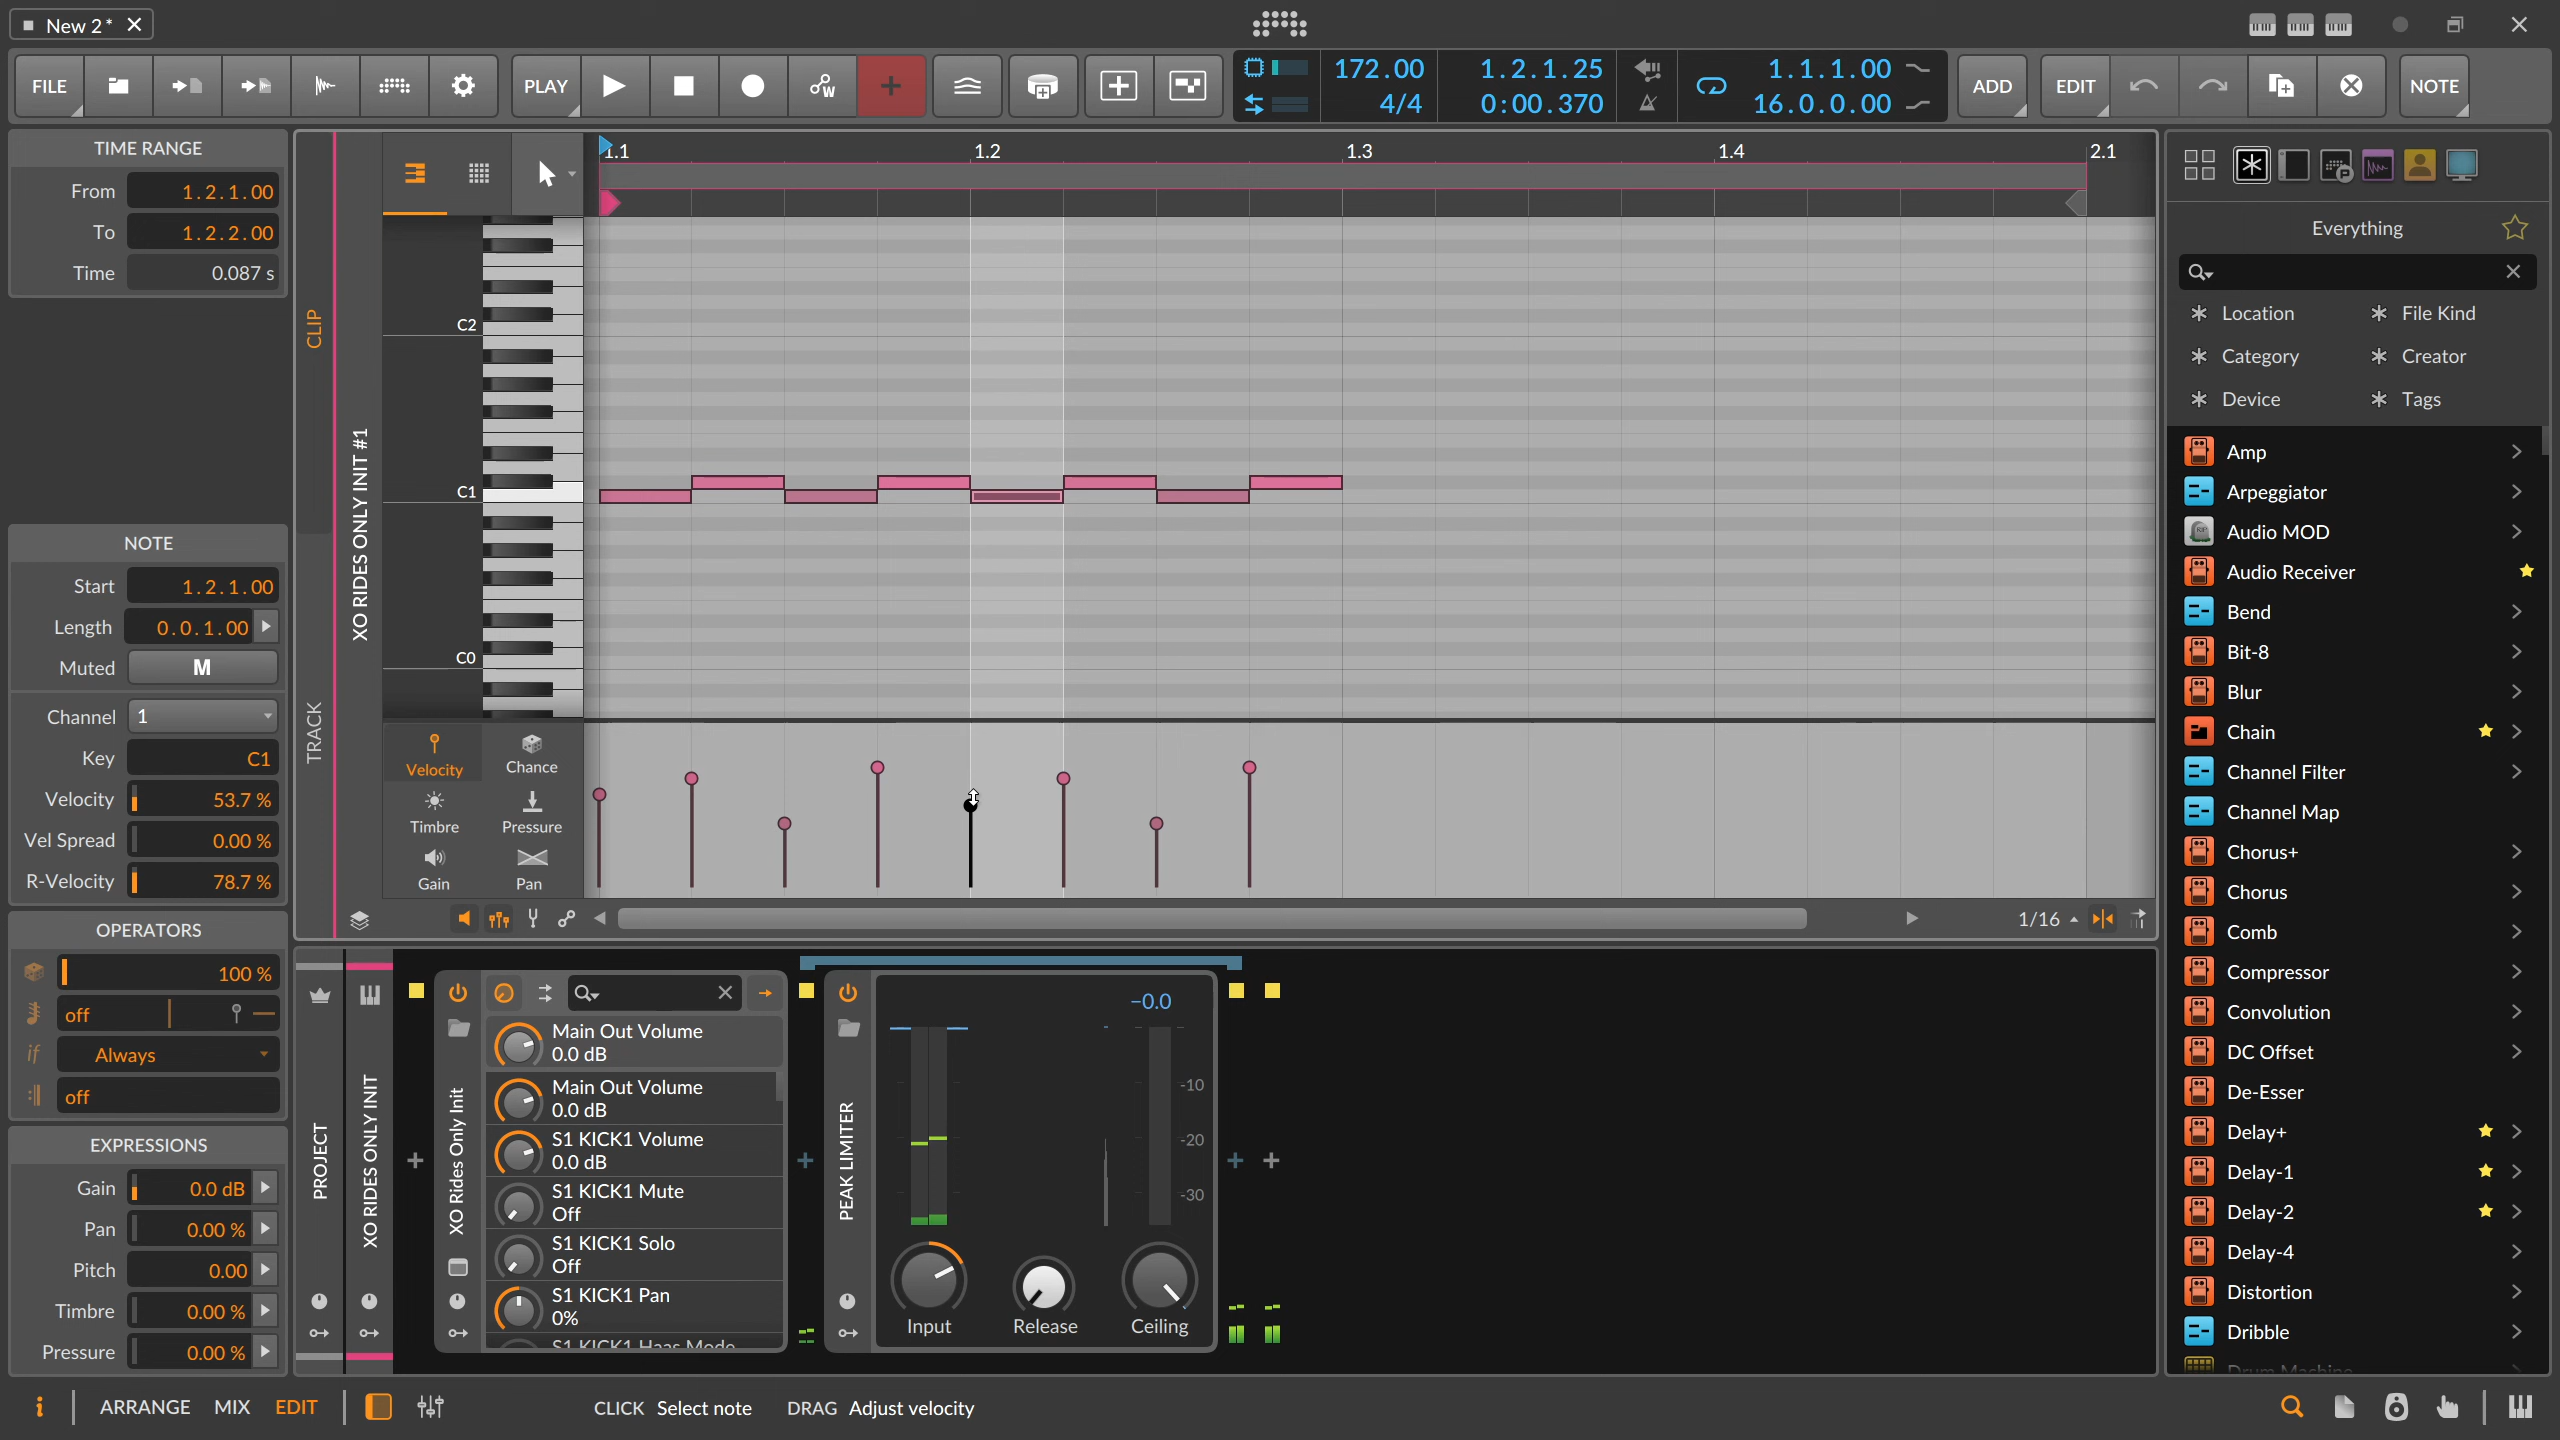 New 2*
FILE
PLAY
172.00
4/4
1.2.1.25
0:00.370
1.1.1.00
16.0.0.00
ADD
EDIT
NOTE
TIME RANGE
From 1.2.1.00
To 1.2.2.00
Time 0.087 s
NOTE
Start 1.2.1.00
Length 0.0.1.00
Muted M
Channel 1
Key C1
Velocity 53.7 %
Vel Spread 0.00 %
R-Velocity 78.7 %
OPERATORS
100 %
off
if Always
off
EXPRESSIONS
Gain 0.0 dB
Pan 0.00 %
Pitch 0.00
Timbre 0.00 %
Pressure 0.00 %
CLIP
TRACK
XO RIDES ONLY INIT #1
1.1
1.2
1.3
1.4
2.1
C2
C1
C0
Velocity
Chance
Timbre
Pressure
Gain
Pan
1/16
PROJECT
XO RIDES ONLY INIT
XO Rides Only Init
Main Out Volume
0.0 dB
Main Out Volume
0.0 dB
S1 KICK1 Volume
0.0 dB
S1 KICK1 Mute
Off
S1 KICK1 Solo
Off
S1 KICK1 Pan
0%
S1 KICK1 Haas Mode
PEAK LIMITER
-0.0
-10
-20
-30
Input
Release
Ceiling
Everything
Location
File Kind
Category
Creator
Device
Tags
Amp
Arpeggiator
Audio MOD
Audio Receiver
Bend
Bit-8
Blur
Chain
Channel Filter
Channel Map
Chorus+
Chorus
Comb
Compressor
Convolution
DC Offset
De-Esser
Delay+
Delay-1
Delay-2
Delay-4
Distortion
Dribble
Drum Machine
i
ARRANGE
MIX
EDIT
CLICK Select note
DRAG Adjust velocity